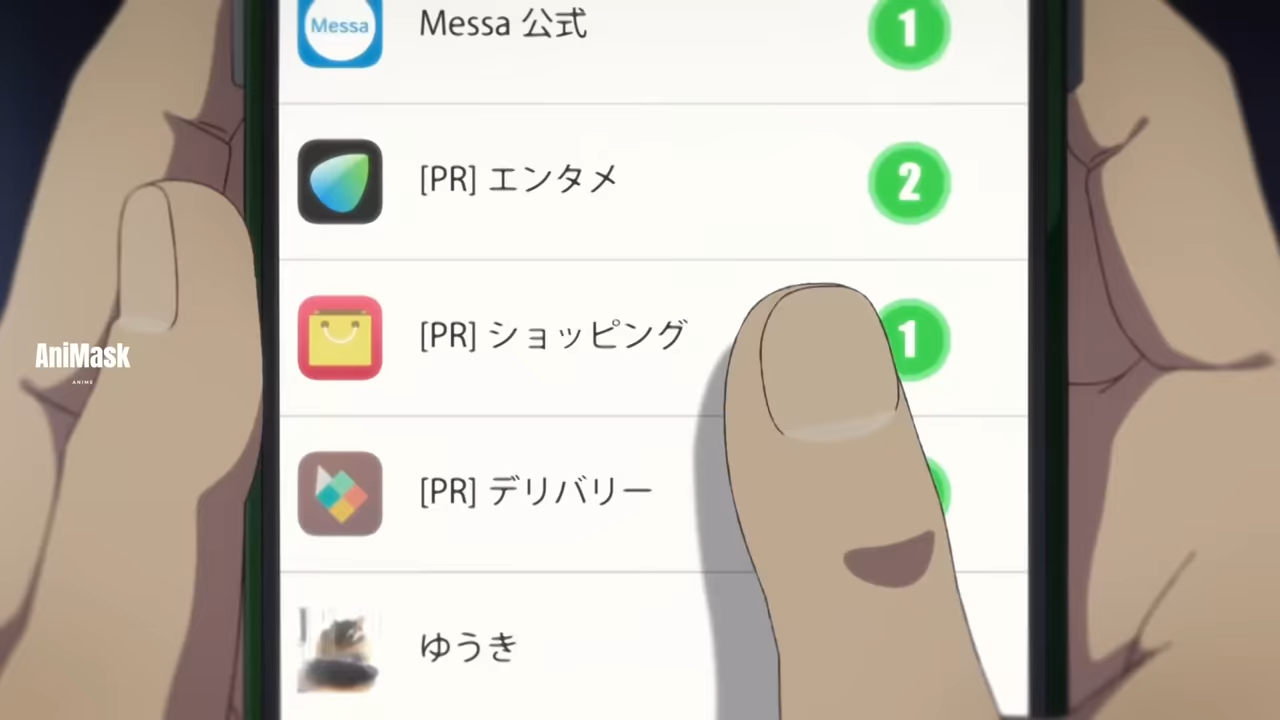 Messa
Messa 公式
1
[PR] エンタメ
2
[PR] ショッピング
1
AniMask
ANIME
[PR] デリバリー
ゆうき